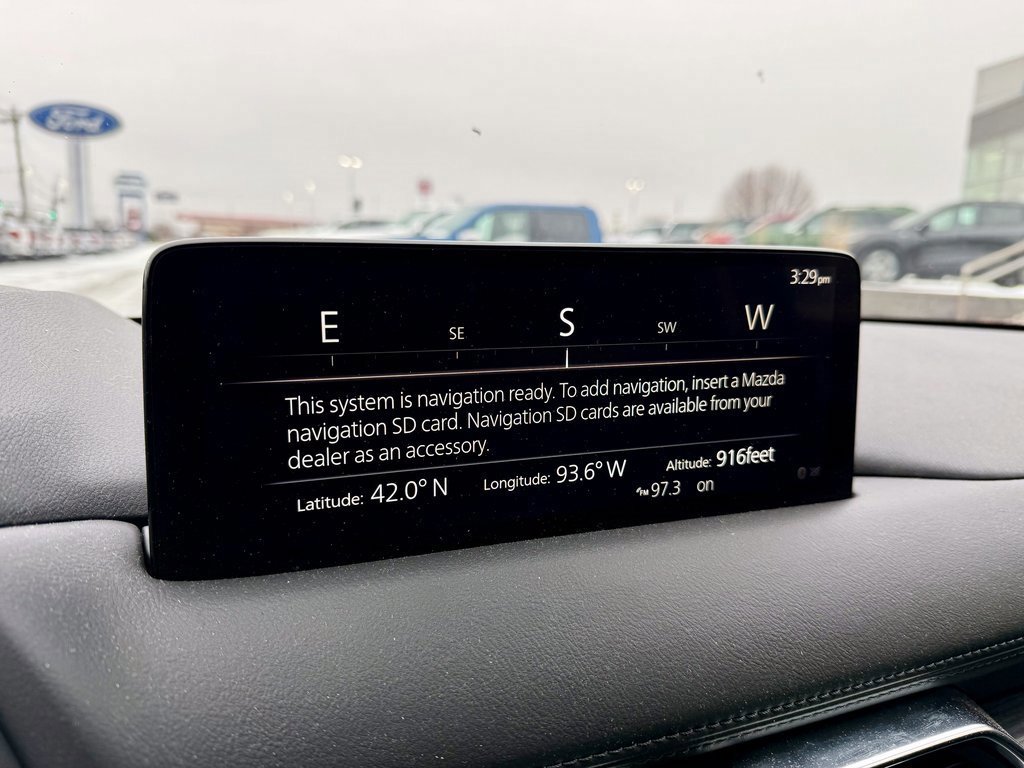 Ford
3:29pm
E SE S SW W
This system is navigation ready. To add navigation, insert a Mazda
navigation SD card. Navigation SD cards are available from your
dealer as an accessory.
Latitude: 42.0° N Longitude: 93.6° W Altitude: 916feet
FM 97.3 on